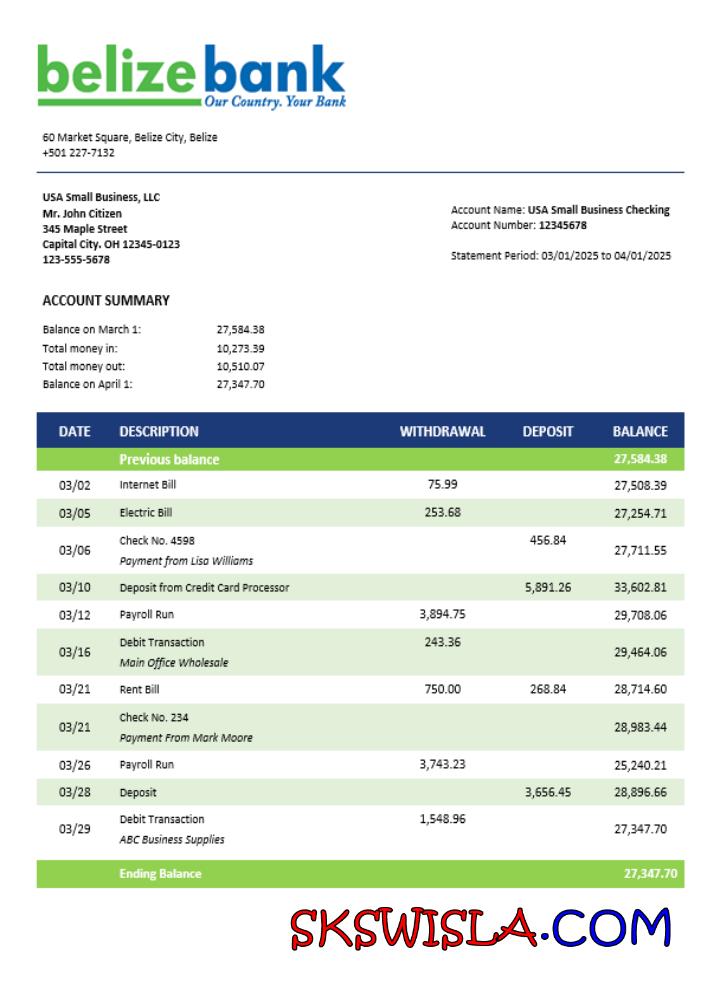 belizebank
Our Country. Your Bank
60 Market Square, Belize City, Belize
+501 227-7132
USA Small Business, LLC
Mr. John Citizen
345 Maple Street
Capital City. OH 12345-0123
123-555-5678
Account Name: USA Small Business Checking
Account Number: 12345678
Statement Period: 03/01/2025 to 04/01/2025
ACCOUNT SUMMARY
Balance on March 1: 27,584.38
Total money in: 10,273.39
Total money out: 10,510.07
Balance on April 1: 27,347.70
DATE DESCRIPTION WITHDRAWAL DEPOSIT BALANCE
Previous balance 27,584.38
03/02 Internet Bill 75.99 27,508.39
03/05 Electric Bill 253.68 27,254.71
03/06 Check No. 4598 456.84 27,711.55
Payment from Lisa Williams
03/10 Deposit from Credit Card Processor 5,891.26 33,602.81
03/12 Payroll Run 3,894.75 29,708.06
03/16 Debit Transaction 243.36 29,464.06
Main Office Wholesale
03/21 Rent Bill 750.00 268.84 28,714.60
03/21 Check No. 234 28,983.44
Payment From Mark Moore
03/26 Payroll Run 3,743.23 25,240.21
03/28 Deposit 3,656.45 28,896.66
03/29 Debit Transaction 1,548.96 27,347.70
ABC Business Supplies
Ending Balance 27,347.70
SKSWISLA.COM